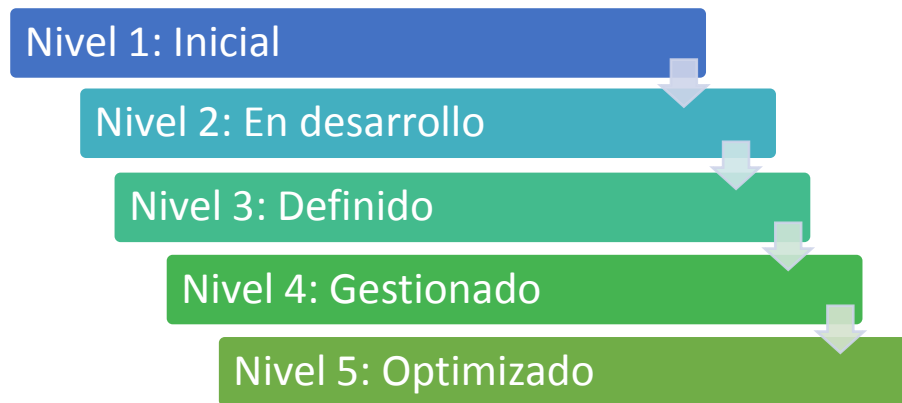 Nivel 1: Inicial
Nivel 2: En desarrollo
Nivel 3: Definido
Nivel 4: Gestionado
Nivel 5: Optimizado